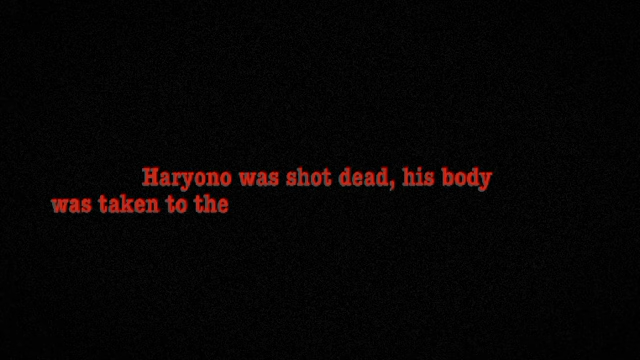 Haryono was shot dead, his body
was taken to the